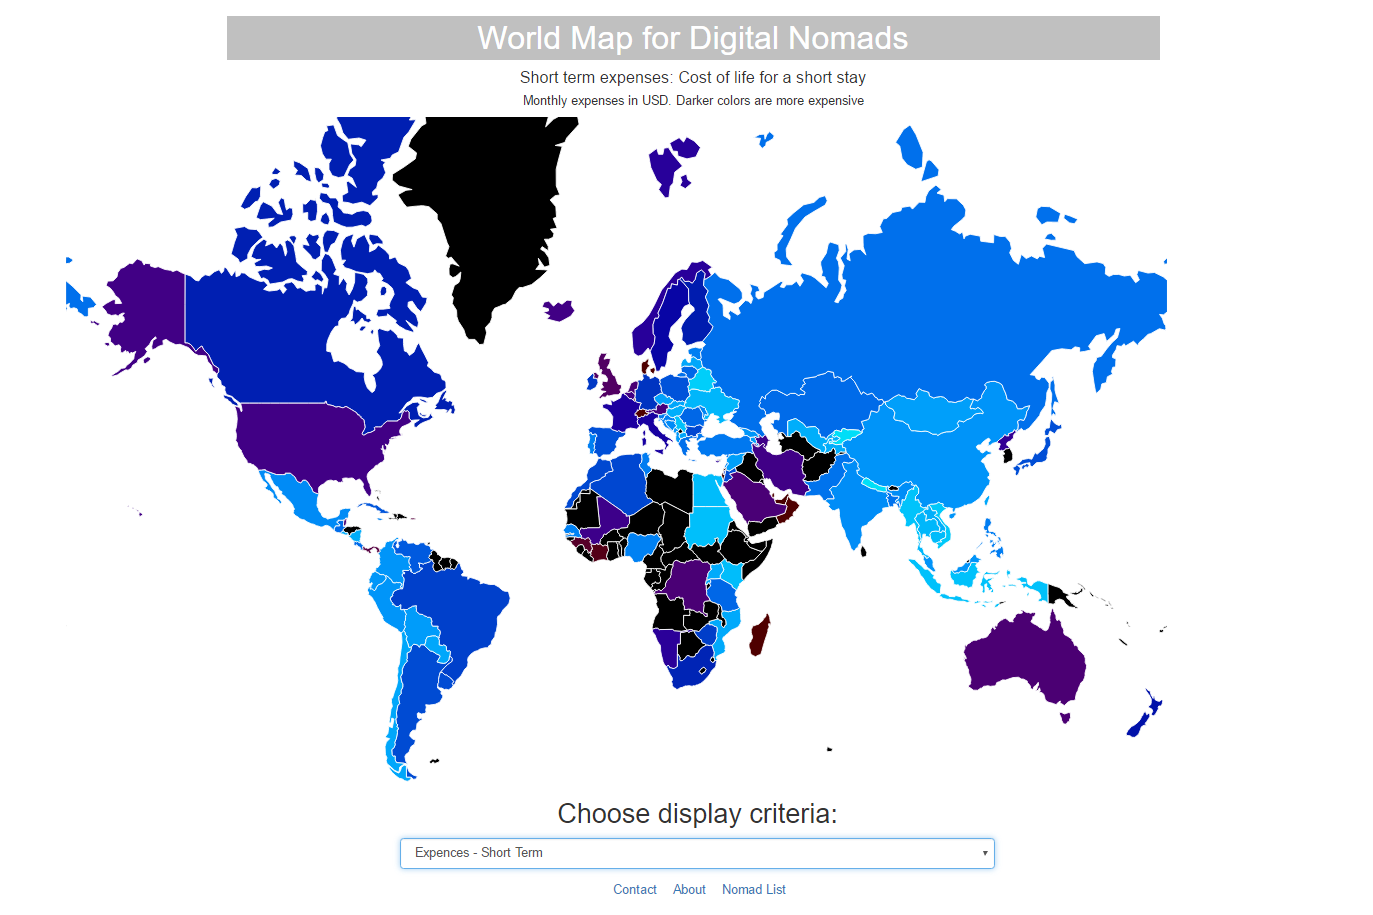 World Map for Digital Nomads
Short term expenses: Cost of life for a short stay
Monthly expenses in USD. Darker colors are more expensive
Choose display criteria:
Expences - Short Term
Contact About Nomad List